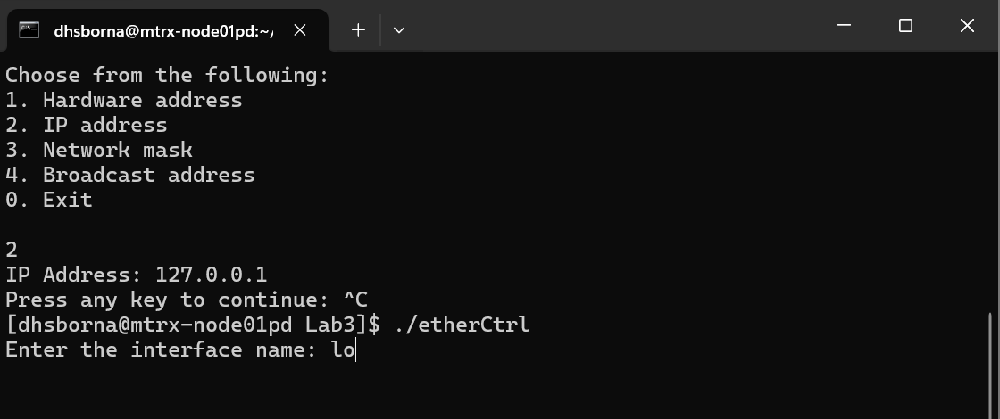 dhsborna@mtrx-node01pd:~/
Choose from the following:
1. Hardware address
2. IP address
3. Network mask
4. Broadcast address
0. Exit
2
IP Address: 127.0.0.1
Press any key to continue: ^C
[dhsborna@mtrx-node01pd Lab3]$ ./etherCtrl
Enter the interface name: lo